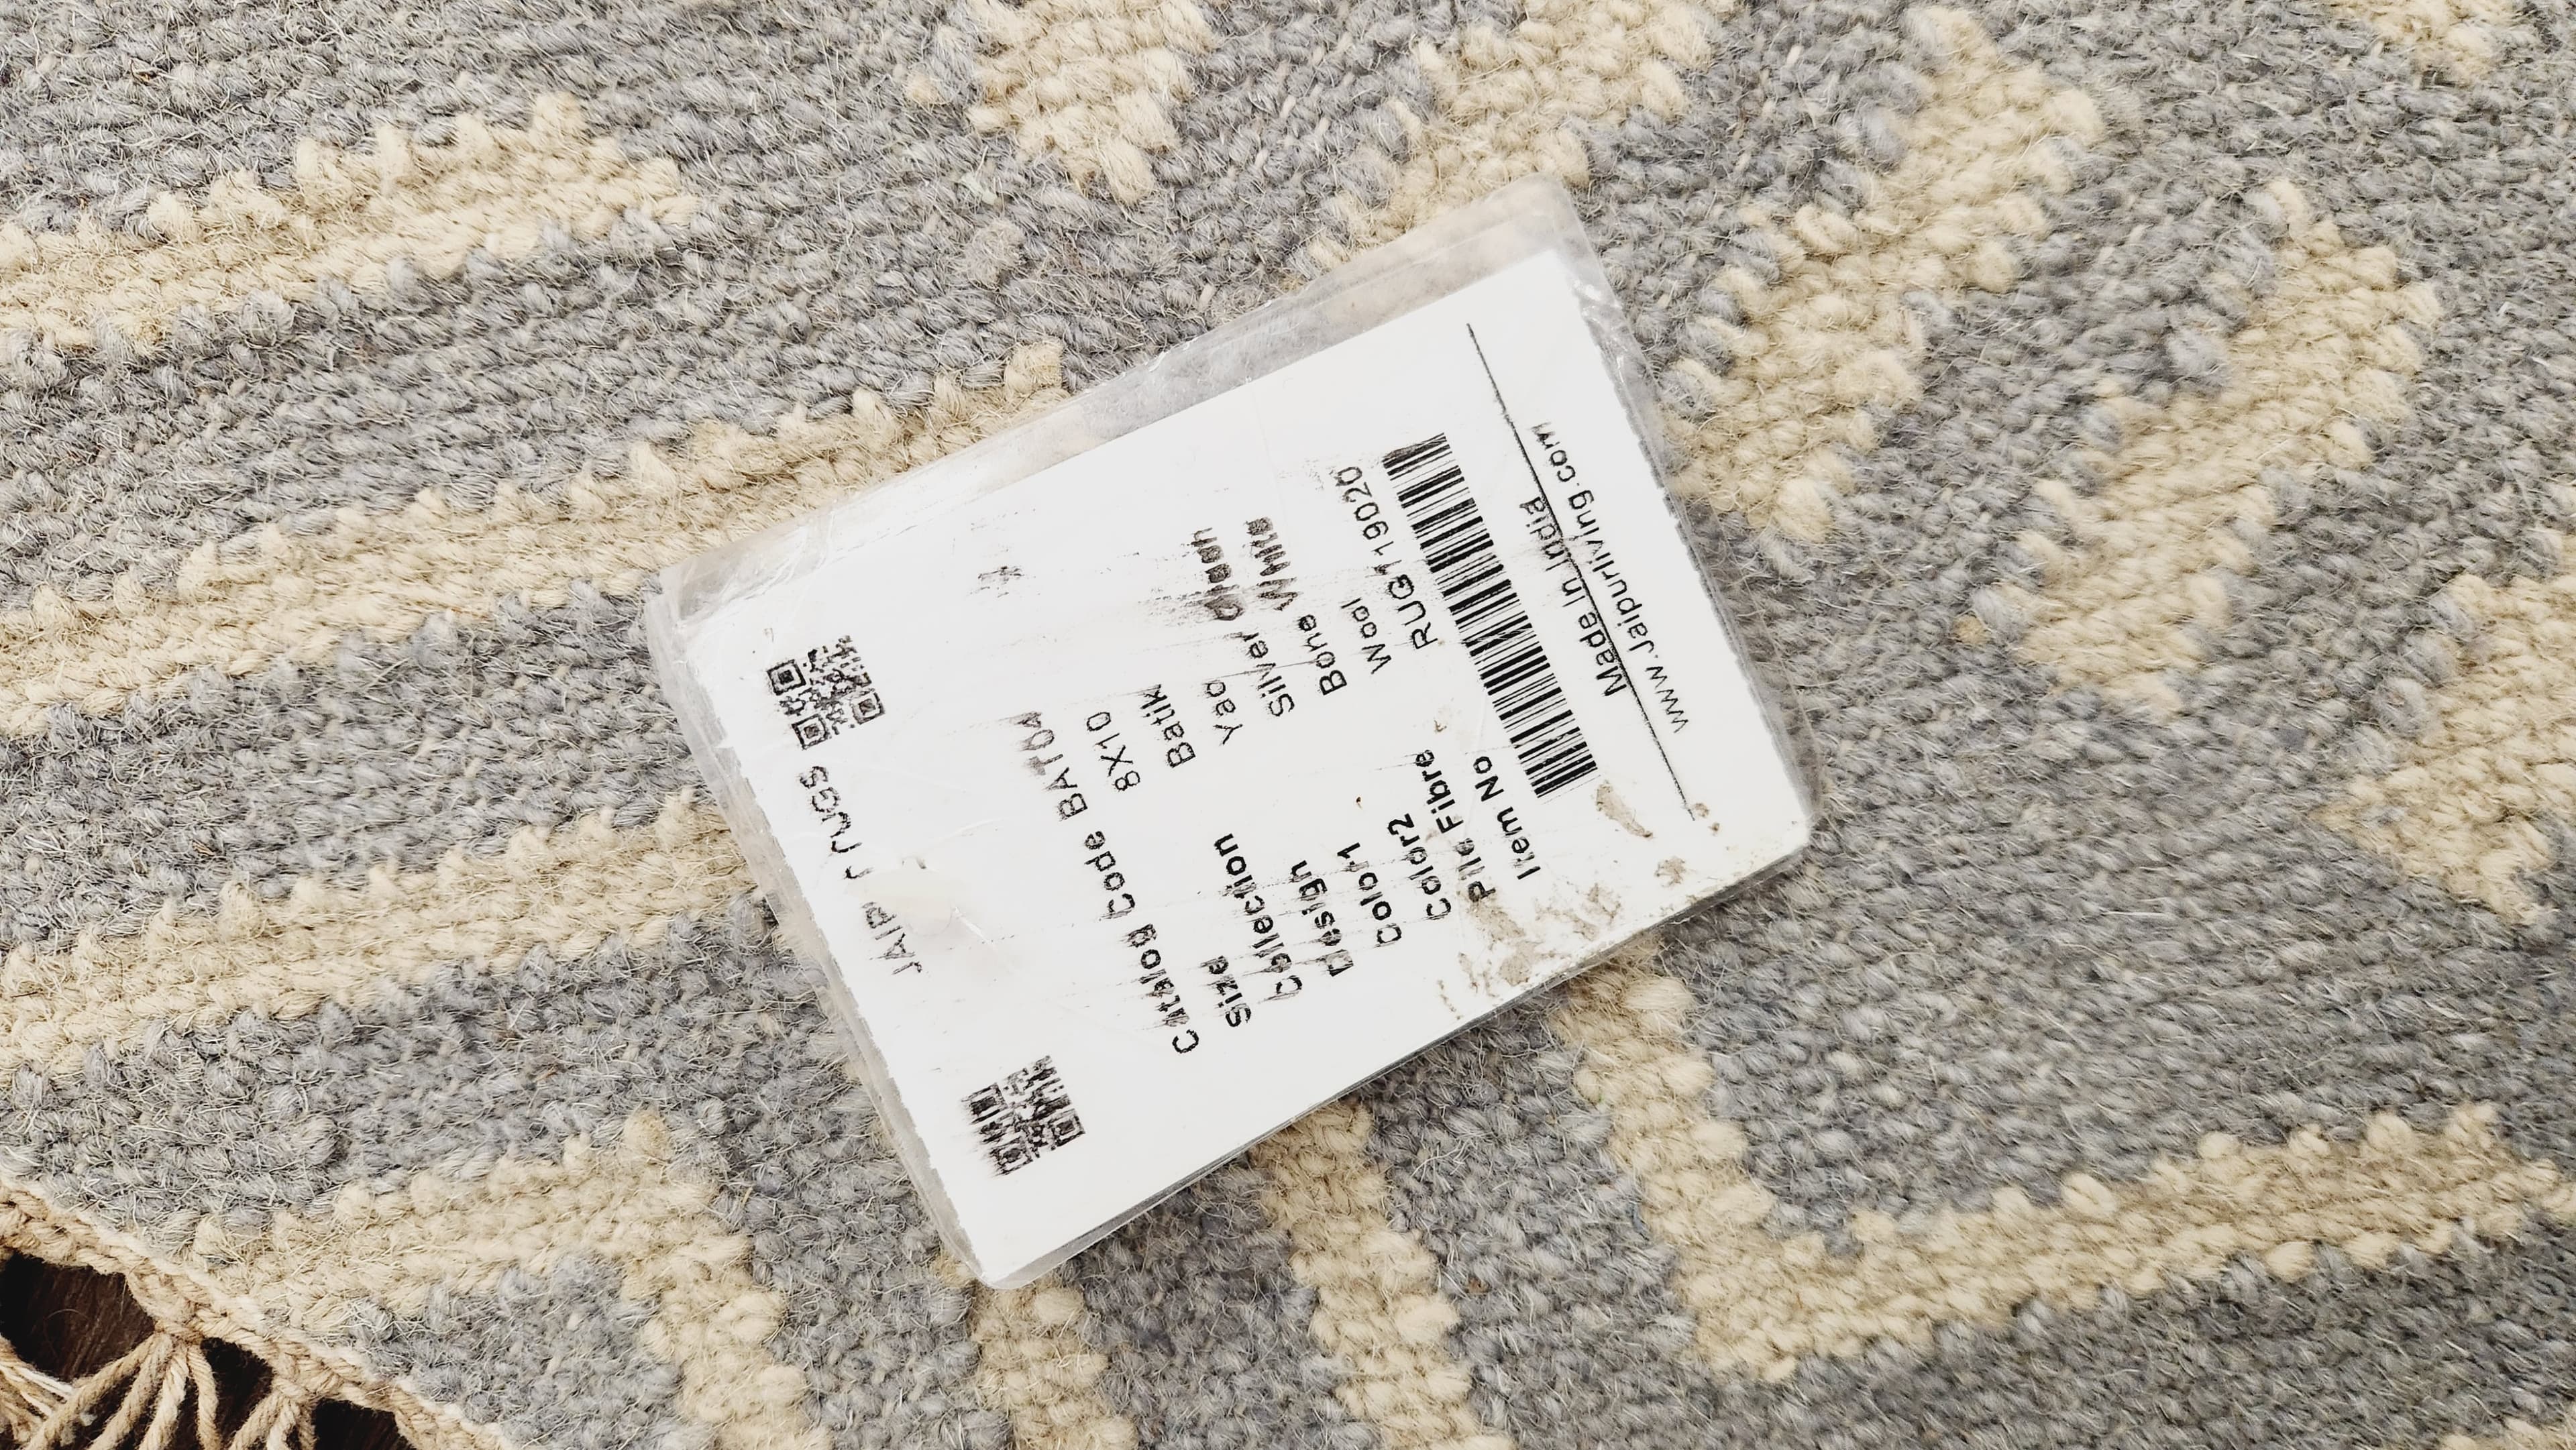 JAIP RUGS
Catalog Code BAT04
Size 8X10
Collection Batik
Design Yao
Color1 Silver
Color2 Bone White
Pile Fibre Wool
Item No RUG119020
Made In India
www.Jaipurliving.com